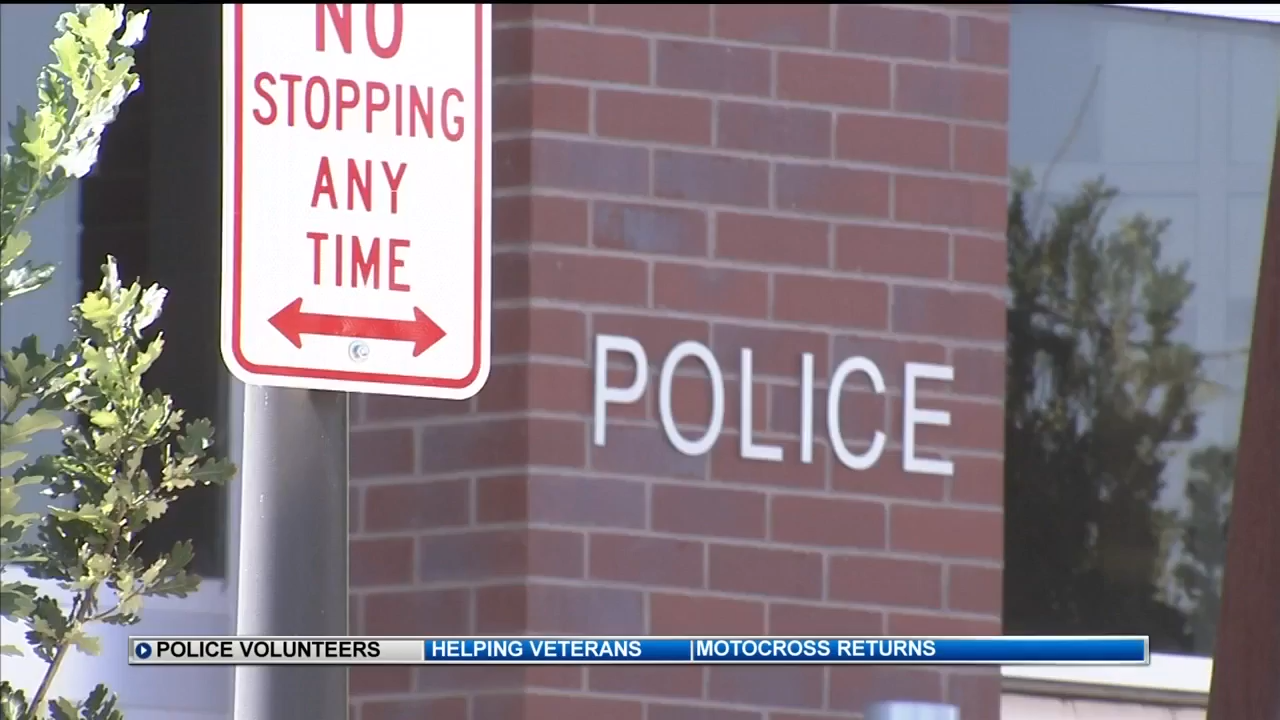 NO
STOPPING
ANY
TIME
POLICE
POLICE VOLUNTEERS HELPING VETERANS |MOTOCROSS RETURNS